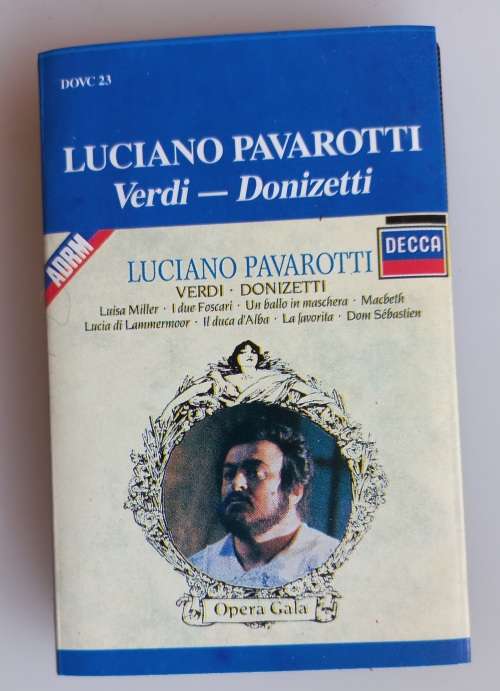 DOVC 23
LUCIANO PAVAROTTI
Verdi — Donizetti
ADRM
DECCA
LUCIANO PAVAROTTI
VERDI · DONIZETTI
Luisa Miller · I due Foscari · Un ballo in maschera · Macbeth
Lucia di Lammermoor · Il duca d'Alba · La favorita · Dom Sébastien
Opera Gala